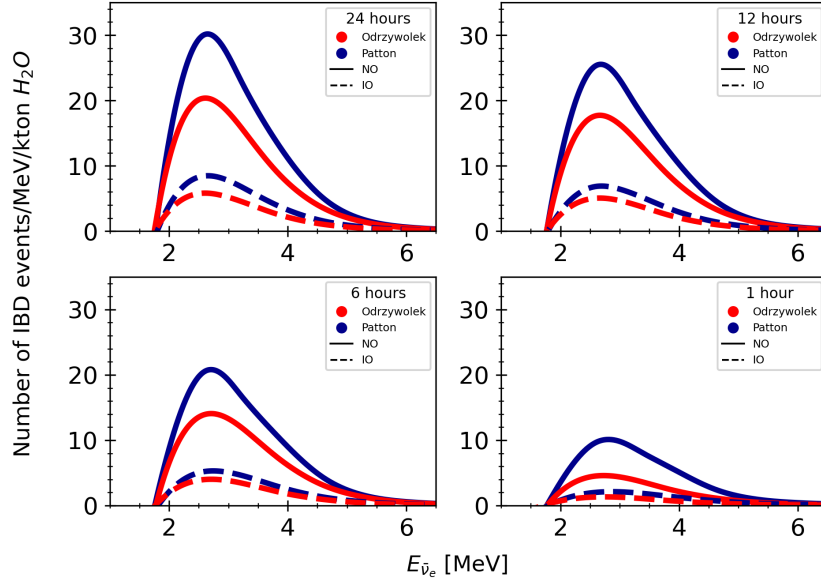 Number of IBD events/MeV/kton H₂O
24 hours
Odrzywolek
Patton
NO
IO
30
20
10
0
2
4
6
12 hours
Odrzywolek
Patton
NO
IO
30
20
10
0
2
4
6
6 hours
Odrzywolek
Patton
NO
IO
30
20
10
0
2
4
6
1 hour
Odrzywolek
Patton
NO
IO
30
20
10
0
2
4
6
E_ν̄ₑ [MeV]